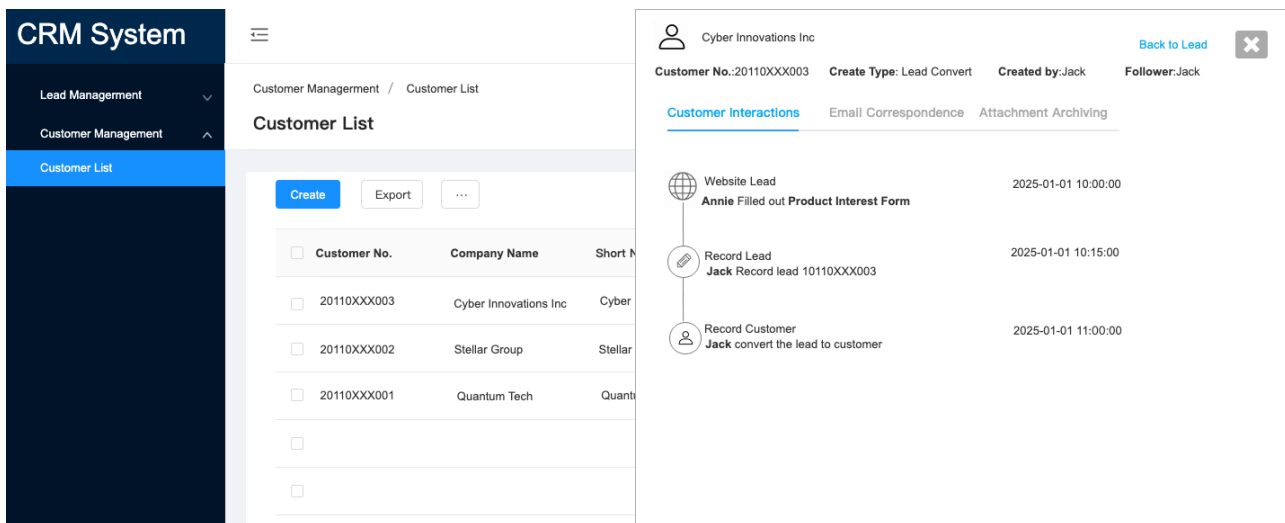 CRM System
Lead Managerment
Customer Management
Customer List
Customer Managerment / Customer List
Customer List
Create
Export
...
Customer No.
Company Name
Short N
20110XXX003
Cyber Innovations Inc
Cyber
20110XXX002
Stellar Group
Stellar
20110XXX001
Quantum Tech
Quant
Cyber Innovations Inc
Back to Lead
Customer No.:20110XXX003
Create Type: Lead Convert
Created by:Jack
Follower:Jack
Customer Interactions
Email Correspondence
Attachment Archiving
Website Lead
2025-01-01 10:00:00
Annie Filled out Product Interest Form
Record Lead
2025-01-01 10:15:00
Jack Record lead 10110XXX003
Record Customer
2025-01-01 11:00:00
Jack convert the lead to customer